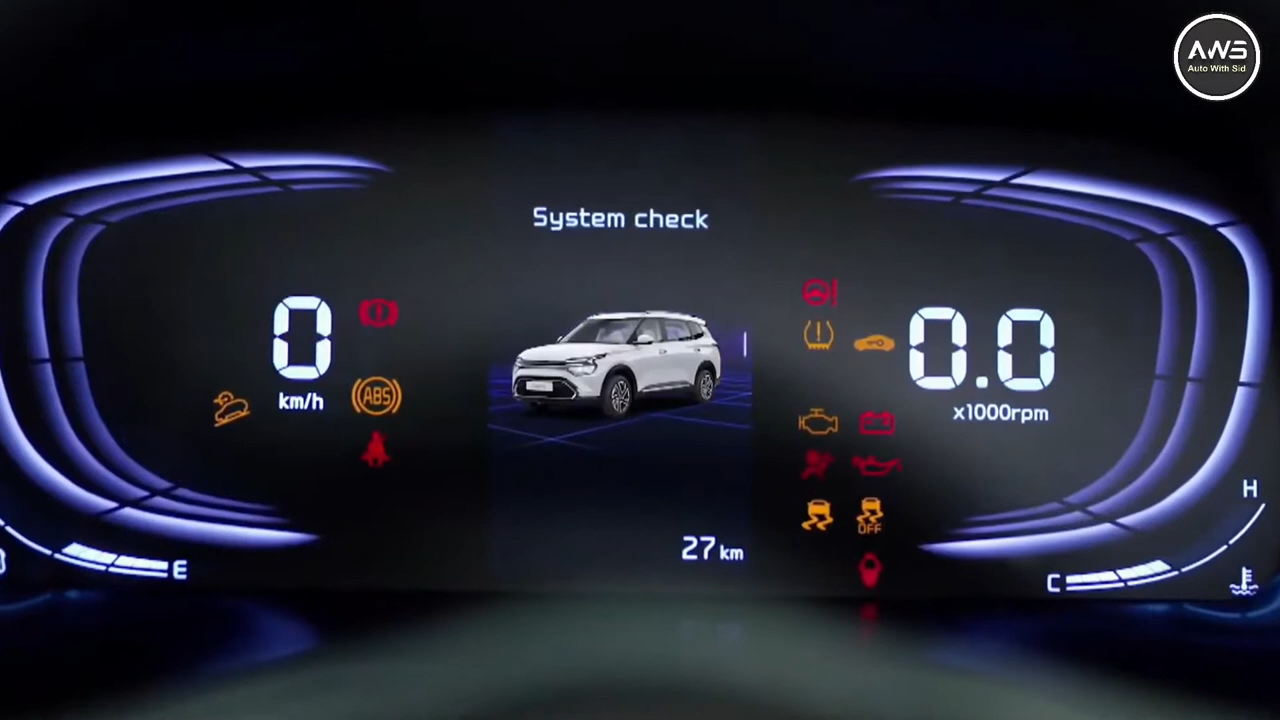 AWS
Auto With Sid
System check
0
km/h
ABS
0.0
x1000rpm
OFF
H
27 km
E
C